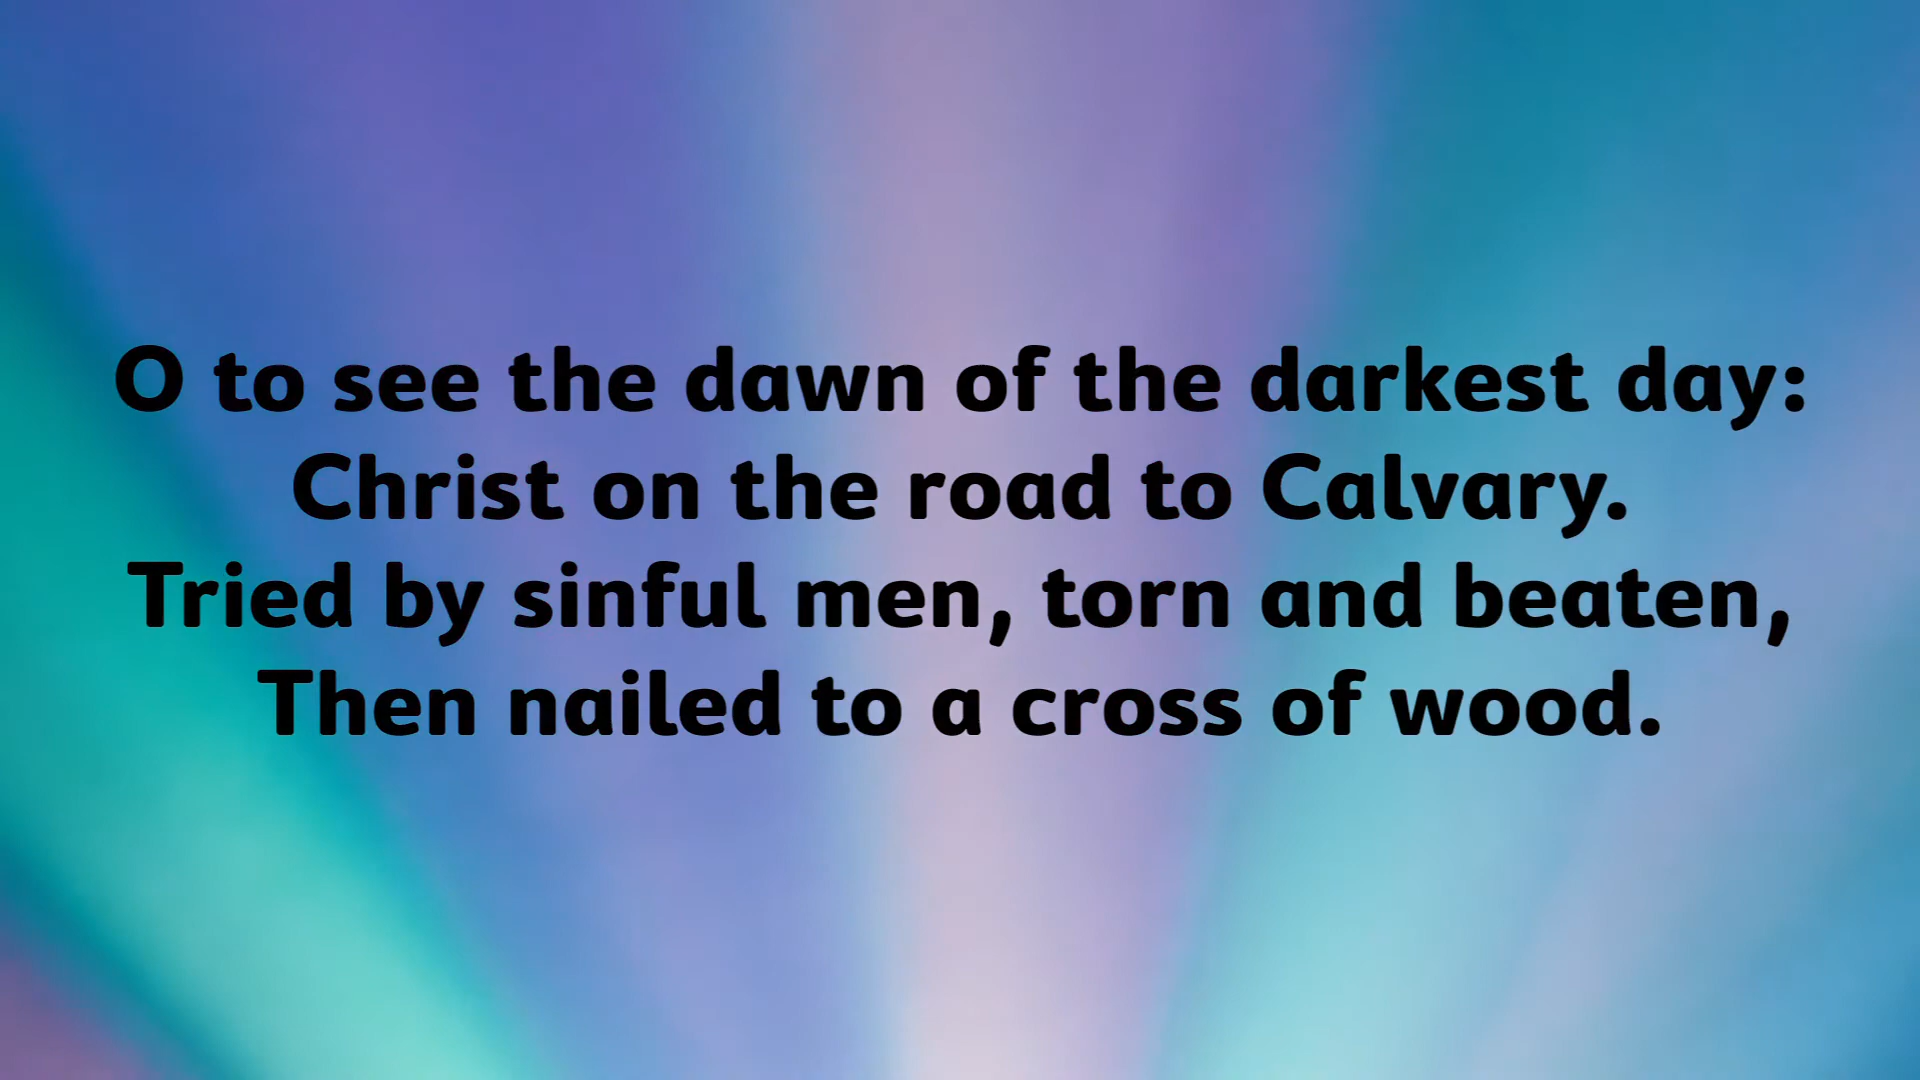 O to see the dawn of the darkest day:
Christ on the road to Calvary.
Tried by sinful men, torn and beaten,
Then nailed to a cross of wood.